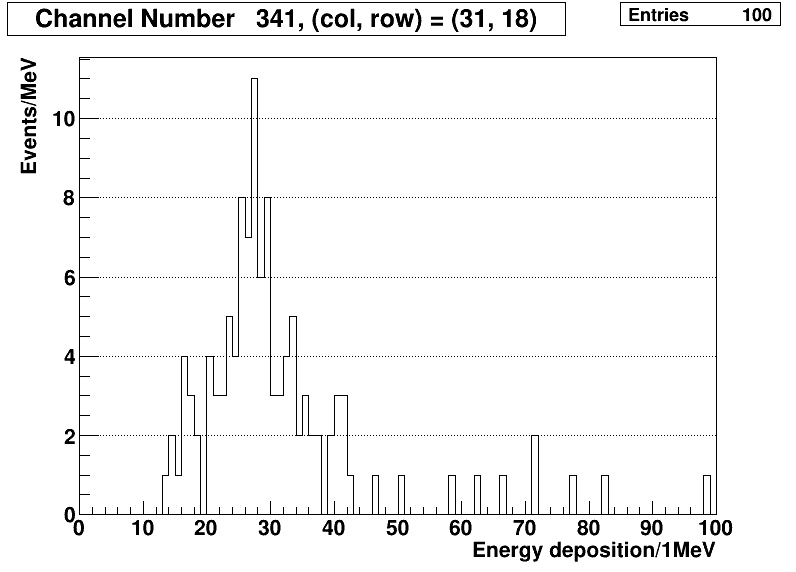 Channel Number 341, (col, row) = (31, 18)
Entries 100
Events/MeV
10
8
6
4
2
0
0 10 20 30 40 50 60 70 80 90 100
Energy deposition/1MeV